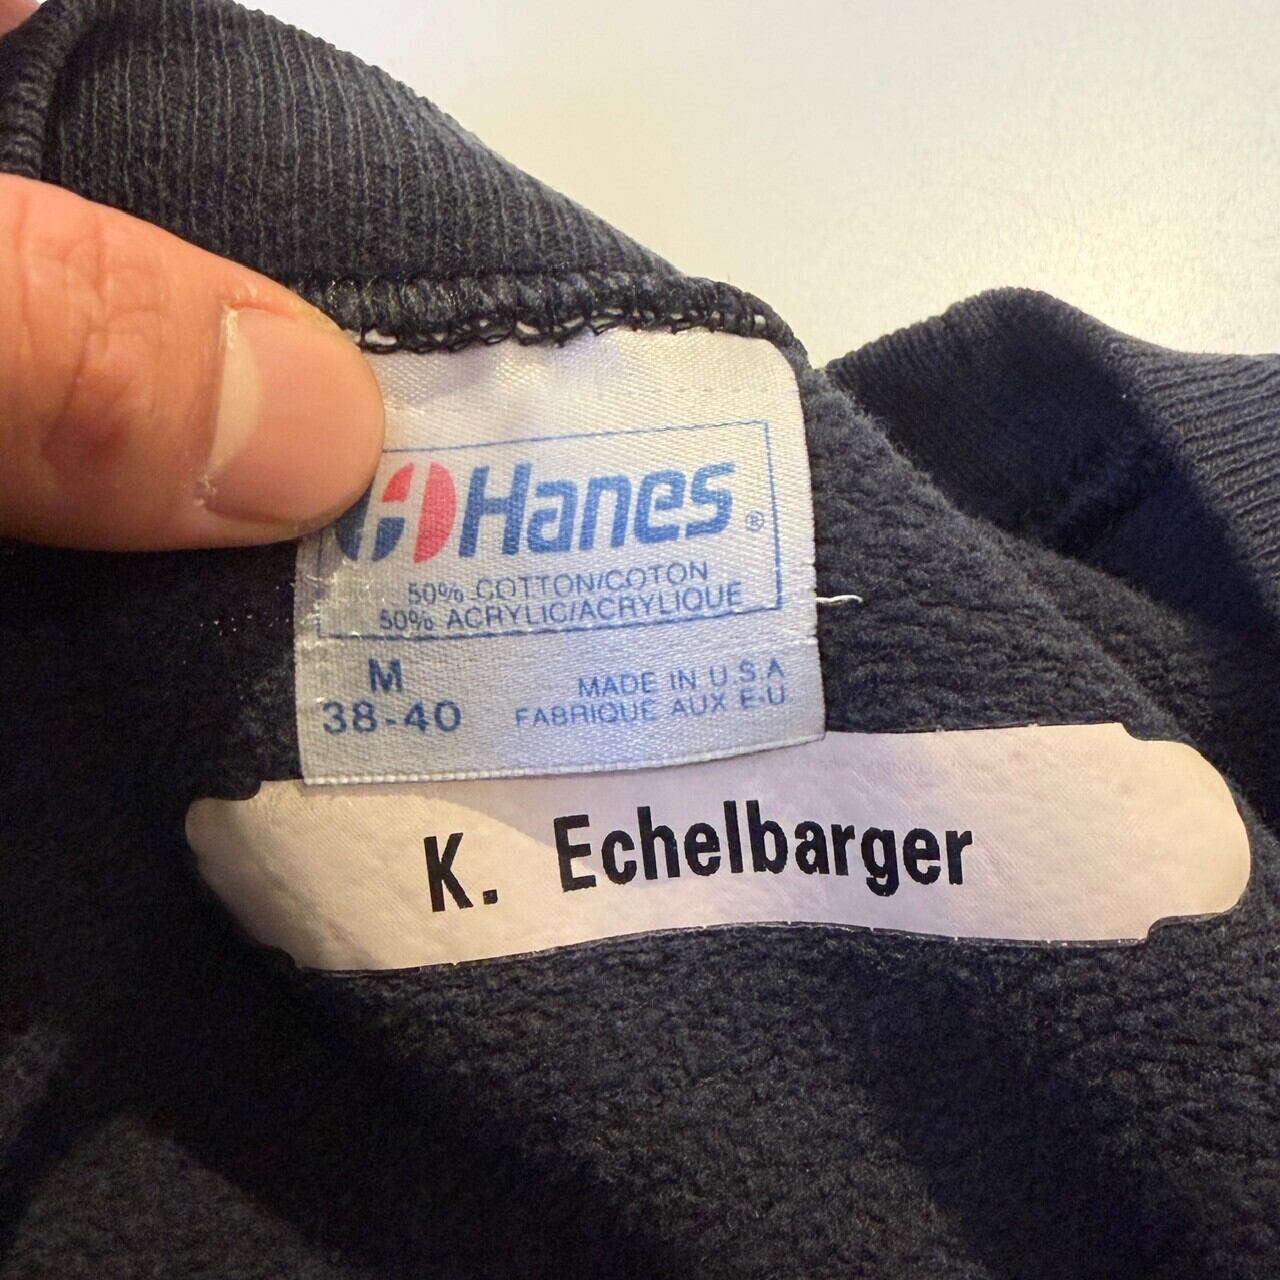 Hanes ®
50% COTTON/COTON
50% ACRYLIC/ACRYLIQUE
M
38-40
MADE IN U.S.A
FABRIQUE AUX E-U
K. Echelbarger